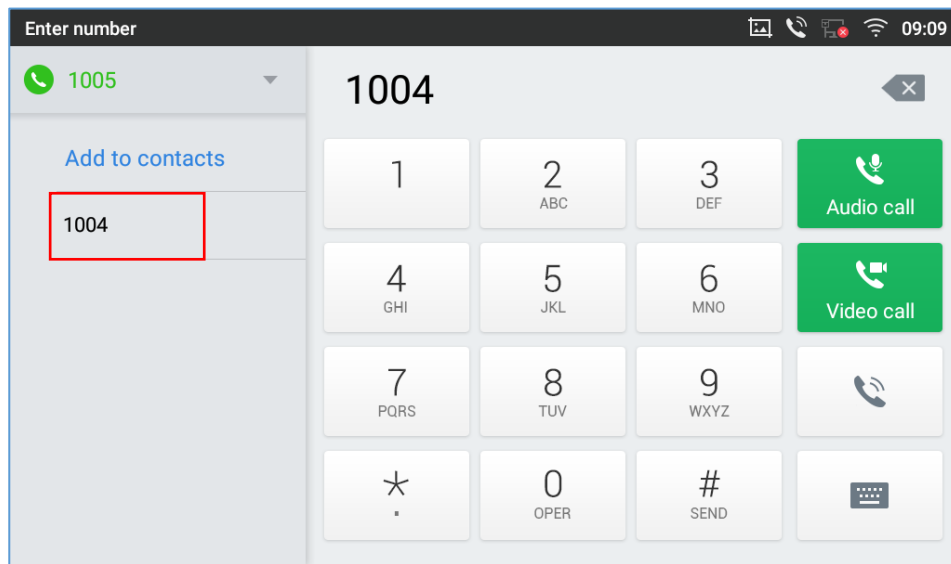 Enter number
09:09
1005
Add to contacts
1004
1004
1
2
ABC
3
DEF
Audio call
4
GHI
5
JKL
6
MNO
Video call
7
PQRS
8
TUV
9
WXYZ
*
.
0
OPER
#
SEND